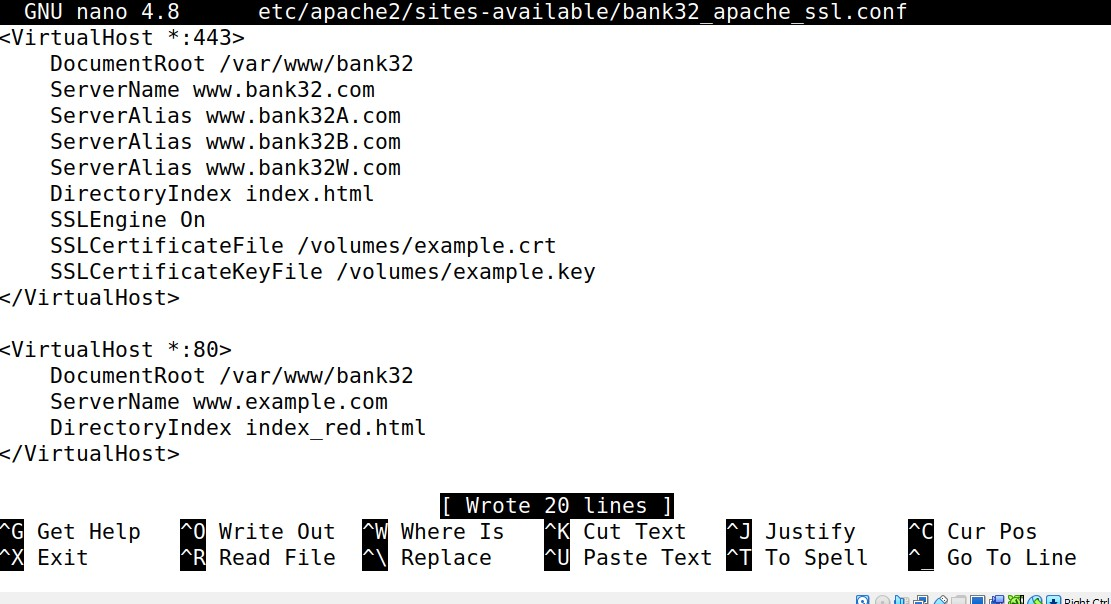 GNU nano 4.8 etc/apache2/sites-available/bank32_apache_ssl.conf
<VirtualHost *:443>
    DocumentRoot /var/www/bank32
    ServerName www.bank32.com
    ServerAlias www.bank32A.com
    ServerAlias www.bank32B.com
    ServerAlias www.bank32W.com
    DirectoryIndex index.html
    SSLEngine On
    SSLCertificateFile /volumes/example.crt
    SSLCertificateKeyFile /volumes/example.key
</VirtualHost>

<VirtualHost *:80>
    DocumentRoot /var/www/bank32
    ServerName www.example.com
    DirectoryIndex index_red.html
</VirtualHost>

[ Wrote 20 lines ]
^G Get Help ^O Write Out ^W Where Is ^K Cut Text ^J Justify ^C Cur Pos
^X Exit ^R Read File ^\ Replace ^U Paste Text ^T To Spell ^_ Go To Line
Right Ctrl